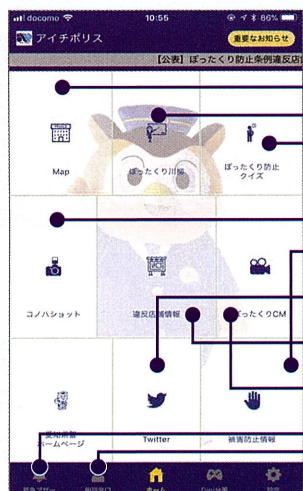 docomo 10:55 86%
アイチポリス 重要なお知らせ
【公表】ぼったくり防止条例違反店
Map
ぼったくり川柳
ぼったくり防止
クイズ
コノハショット
違反店舗情報
ぼったくりCM
愛知県警
ホームページ
Twitter
被害防止情報
ホーム
設定